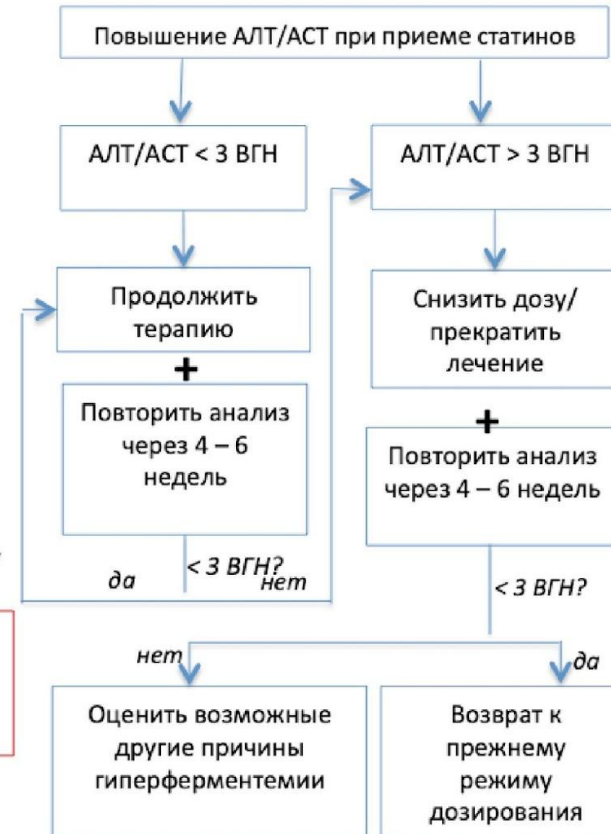 Повышение АЛТ/АСТ при приеме статинов
АЛТ/АСТ < 3 ВГН
АЛТ/АСТ > 3 ВГН
Продолжить
терапию
+
Повторить анализ
через 4 – 6
недель
< 3 ВГН?
да
нет
Снизить дозу/
прекратить
лечение
+
Повторить анализ
через 4 – 6 недель
< 3 ВГН?
нет
да
Оценить возможные
другие причины
гиперферментемии
Возврат к
прежнему
режиму
дозирования